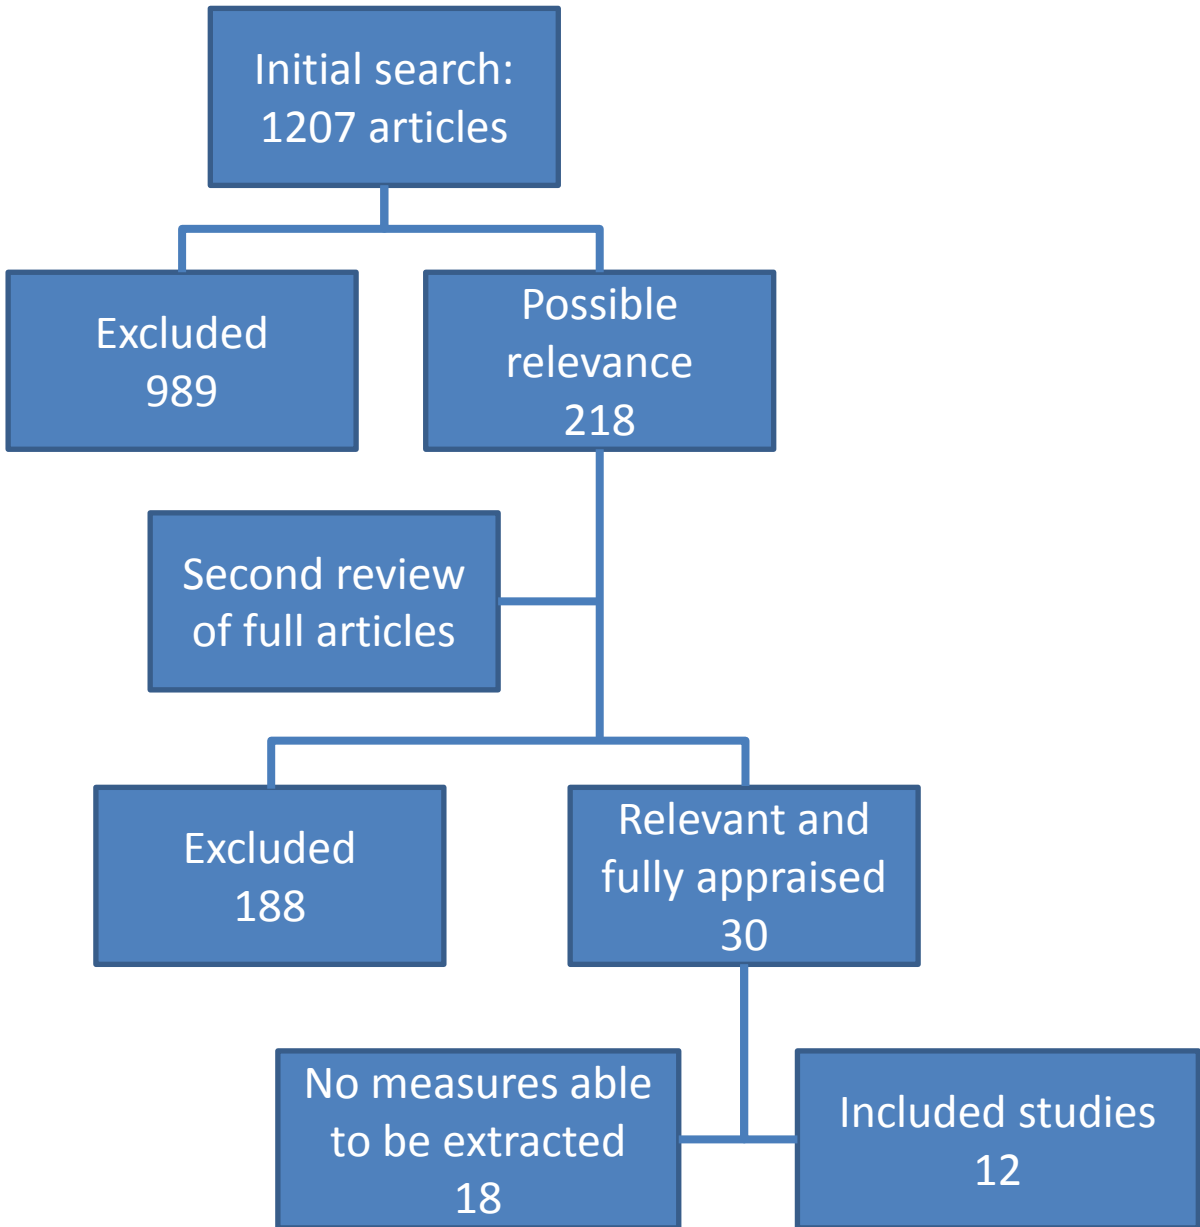 Initial search:
1207 articles
Excluded
989
Possible
relevance
218
Second review
of full articles
Excluded
188
Relevant and
fully appraised
30
No measures able
to be extracted
18
Included studies
12